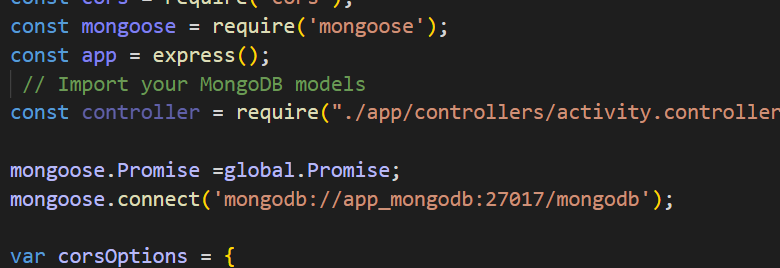 const cors = require('cors');
const mongoose = require('mongoose');
const app = express();
// Import your MongoDB models
const controller = require("./app/controllers/activity.controller
mongoose.Promise =global.Promise;
mongoose.connect('mongodb://app_mongodb:27017/mongodb');
var corsOptions = {